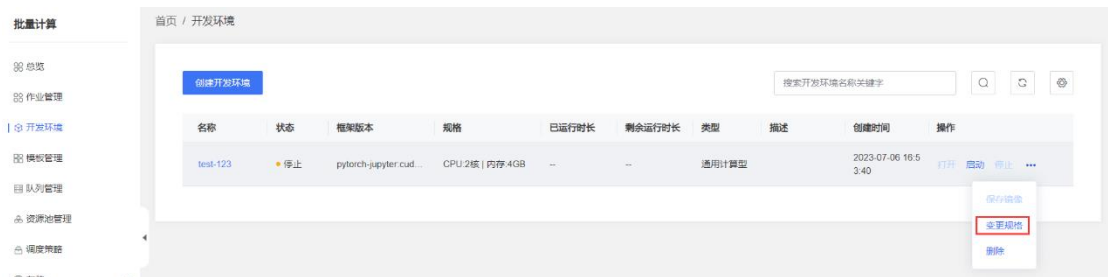 批量计算
首页 / 开发环境
总览
作业管理
开发环境
模板管理
队列管理
资源池管理
调度策略
创建开发环境
搜索开发环境名称关键字
名称 状态 框架版本 规格 已运行时长 剩余运行时长 类型 描述 创建时间 操作
test-123 停止 pytorch-jupyter:cud... CPU:2核 | 内存:4GB -- -- 通用计算型 2023-07-06 16:5 打开 启动 停止 •••
3:40
保存镜像
变更规格
删除